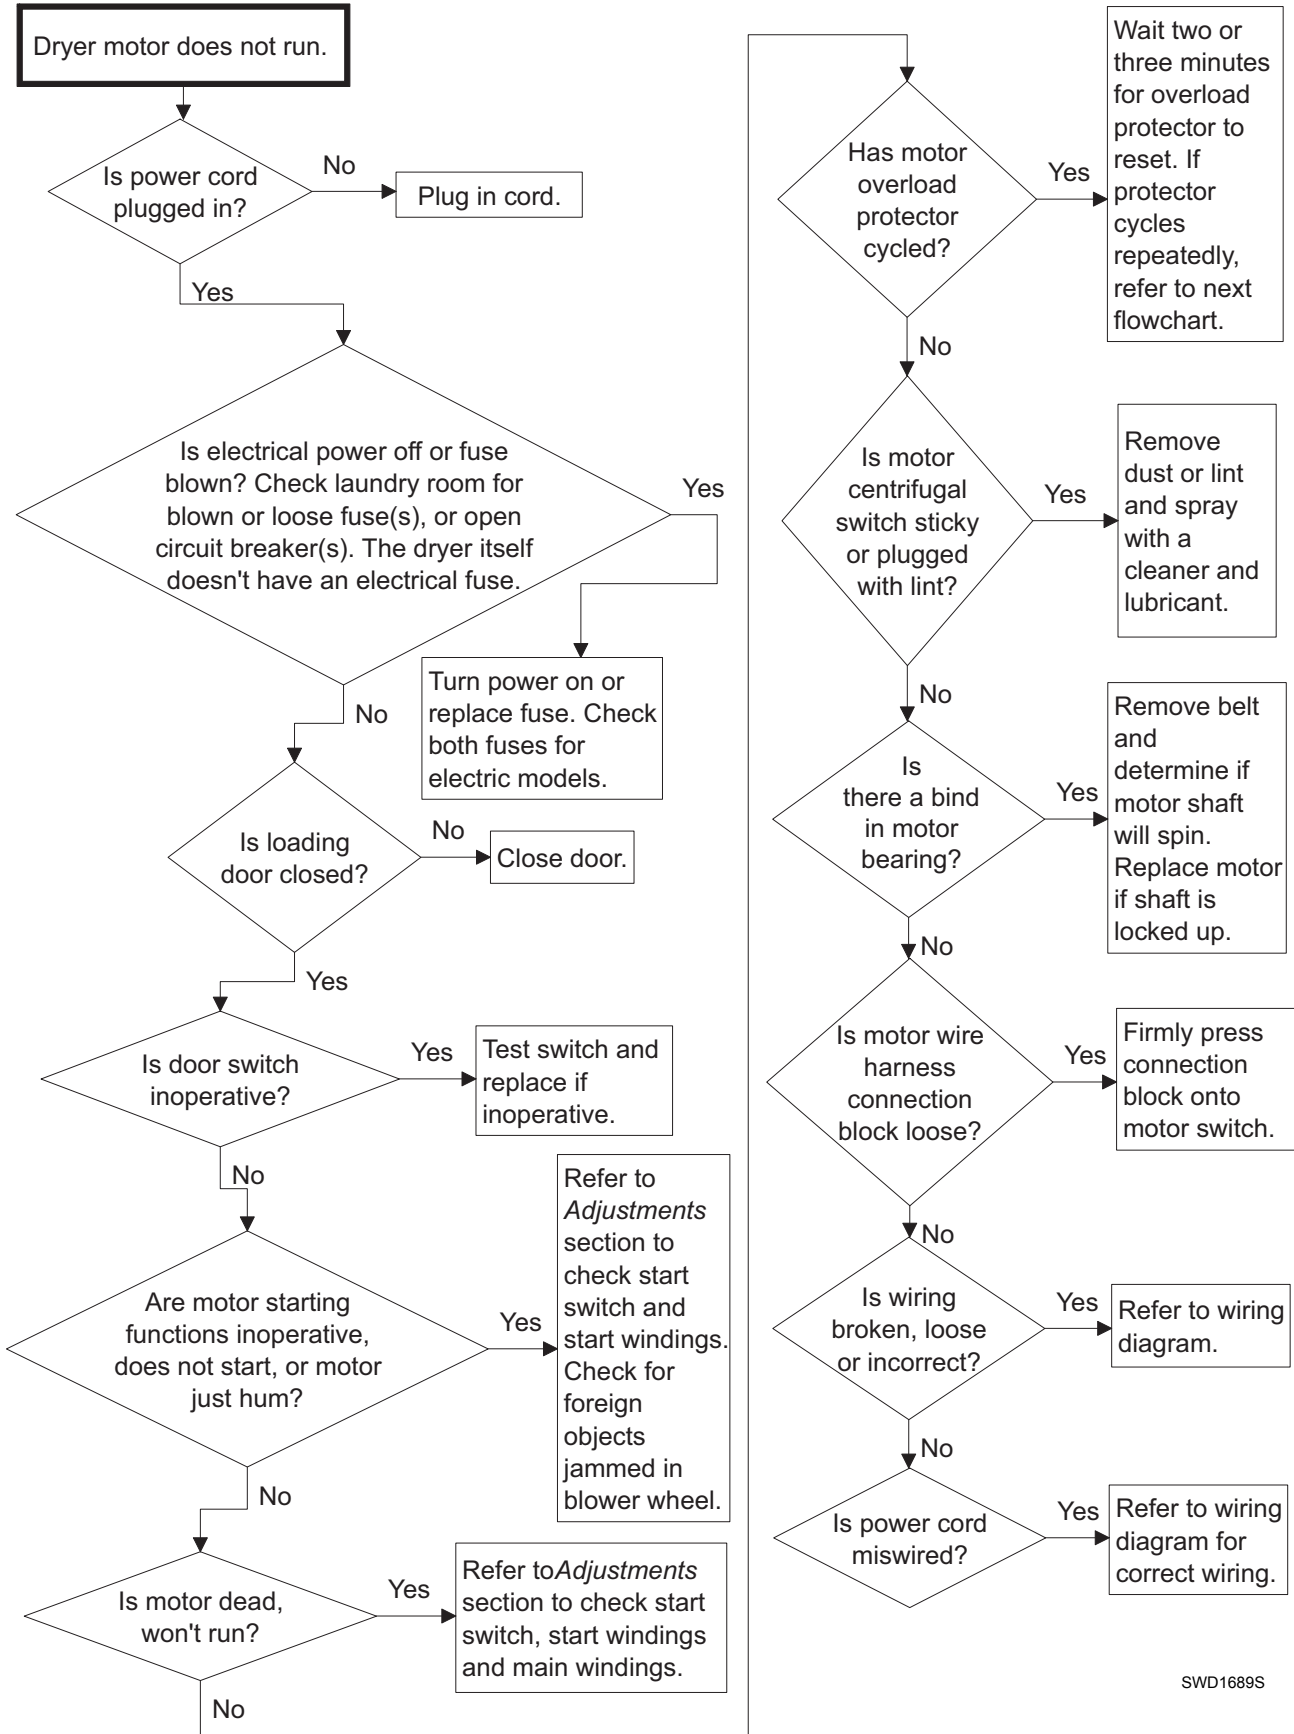 Dryer motor does not run.
Is power cord
plugged in?
No
Plug in cord.
Yes
Is electrical power off or fuse
blown? Check laundry room for
blown or loose fuse(s), or open
circuit breaker(s). The dryer itself
doesn't have an electrical fuse.
Yes
Turn power on or
replace fuse. Check
both fuses for
electric models.
No
Is loading
door closed?
No
Close door.
Yes
Is door switch
inoperative?
Yes
Test switch and
replace if
inoperative.
No
Are motor starting
functions inoperative,
does not start, or motor
just hum?
Yes
Refer to
Adjustments
section to
check start
switch and
start windings.
Check for
foreign
objects
jammed in
blower wheel.
No
Is motor dead,
won't run?
Yes
Refer toAdjustments
section to check start
switch, start windings
and main windings.
No
Has motor
overload
protector
cycled?
Yes
Wait two or
three minutes
for overload
protector to
reset. If
protector
cycles
repeatedly,
refer to next
flowchart.
No
Is motor
centrifugal
switch sticky
or plugged
with lint?
Yes
Remove
dust or lint
and spray
with a
cleaner and
lubricant.
No
Is
there a bind
in motor
bearing?
Yes
Remove belt
and
determine if
motor shaft
will spin.
Replace motor
if shaft is
locked up.
No
Is motor wire
harness
connection
block loose?
Yes
Firmly press
connection
block onto
motor switch.
No
Is wiring
broken, loose
or incorrect?
Yes
Refer to wiring
diagram.
No
Is power cord
miswired?
Yes
Refer to wiring
diagram for
correct wiring.
SWD1689S